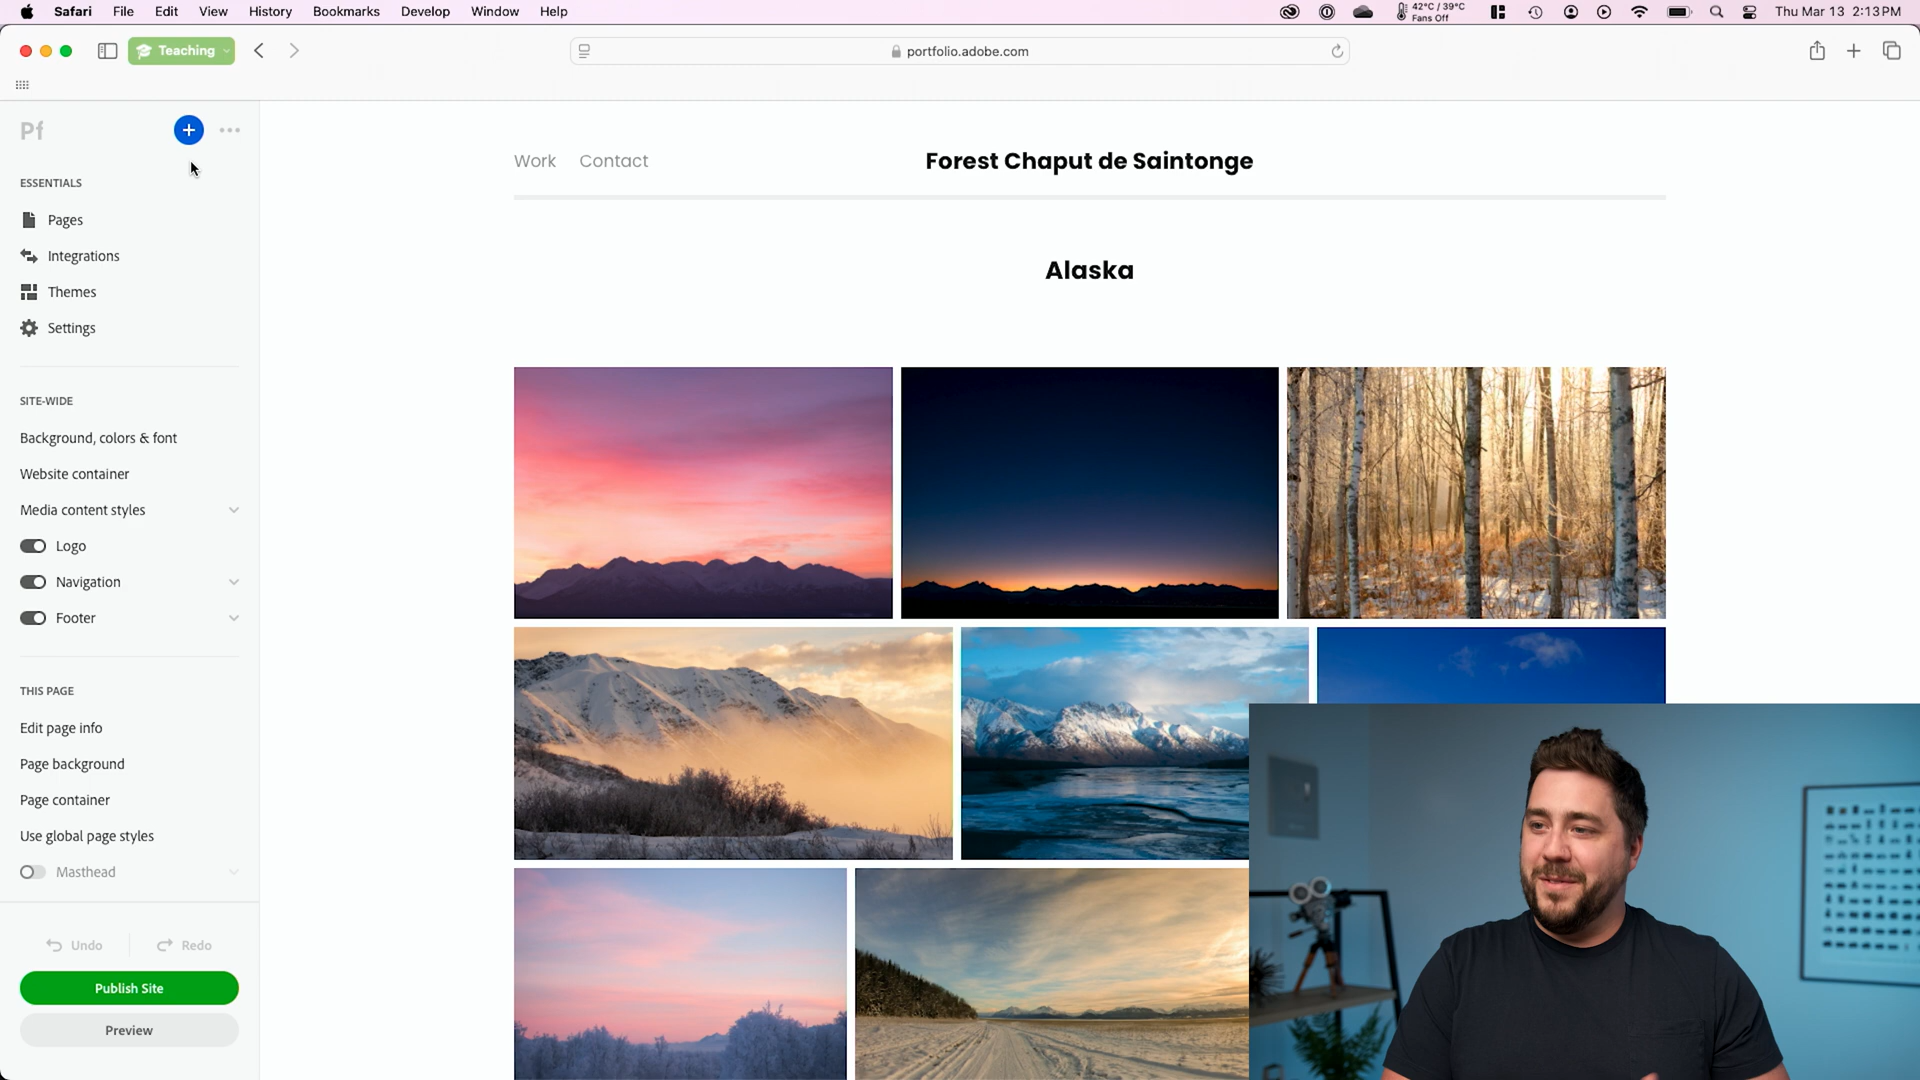 Safari File Edit View History Bookmarks Develop Window Help 42°C / 39°C Fans Off Thu Mar 13 2:13 PM
Teaching portfolio.adobe.com
Pf
Work Contact Forest Chaput de Saintonge
ESSENTIALS
Pages
Integrations
Alaska
Themes
Settings
SITE-WIDE
Background, colors & font
Website container
Media content styles
Logo
Navigation
Footer
THIS PAGE
Edit page info
Page background
Page container
Use global page styles
Masthead
Undo Redo
Publish Site
Preview